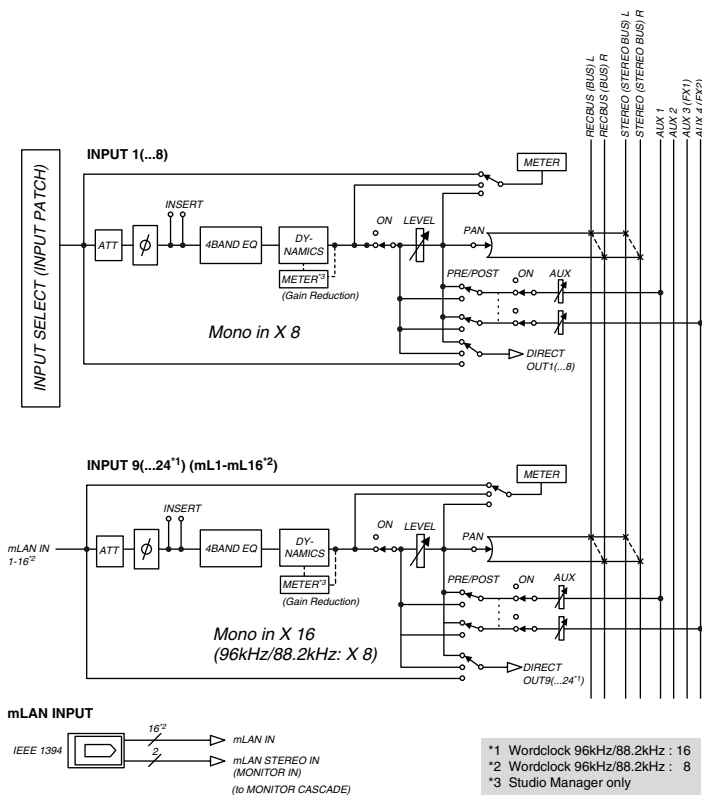 RECBUS (BUS) L
RECBUS (BUS) R
STEREO (STEREO BUS) L
STEREO (STEREO BUS) R
AUX 1
AUX 2
AUX 3 (FX1)
AUX 4 (FX2)
INPUT SELECT (INPUT PATCH)
INPUT 1(...8)
METER
INSERT
ON
LEVEL
PAN
ATT
ϕ
4BAND EQ
DY-
NAMICS
METER*3
(Gain Reduction)
PRE/POST
ON
AUX
Mono in X 8
DIRECT
OUT1(...8)
INPUT 9(...24*1) (mL1-mL16*2)
METER
INSERT
ON
LEVEL
PAN
mLAN IN
1-16*2
ATT
ϕ
4BAND EQ
DY-
NAMICS
METER*3
(Gain Reduction)
PRE/POST
ON
AUX
Mono in X 16
(96kHz/88.2kHz: X 8)
DIRECT
OUT9(...24*1)
mLAN INPUT
IEEE 1394
16*2
mLAN IN
2
mLAN STEREO IN
(MONITOR IN)
(to MONITOR CASCADE)
*1 Wordclock 96kHz/88.2kHz : 16
*2 Wordclock 96kHz/88.2kHz : 8
*3 Studio Manager only